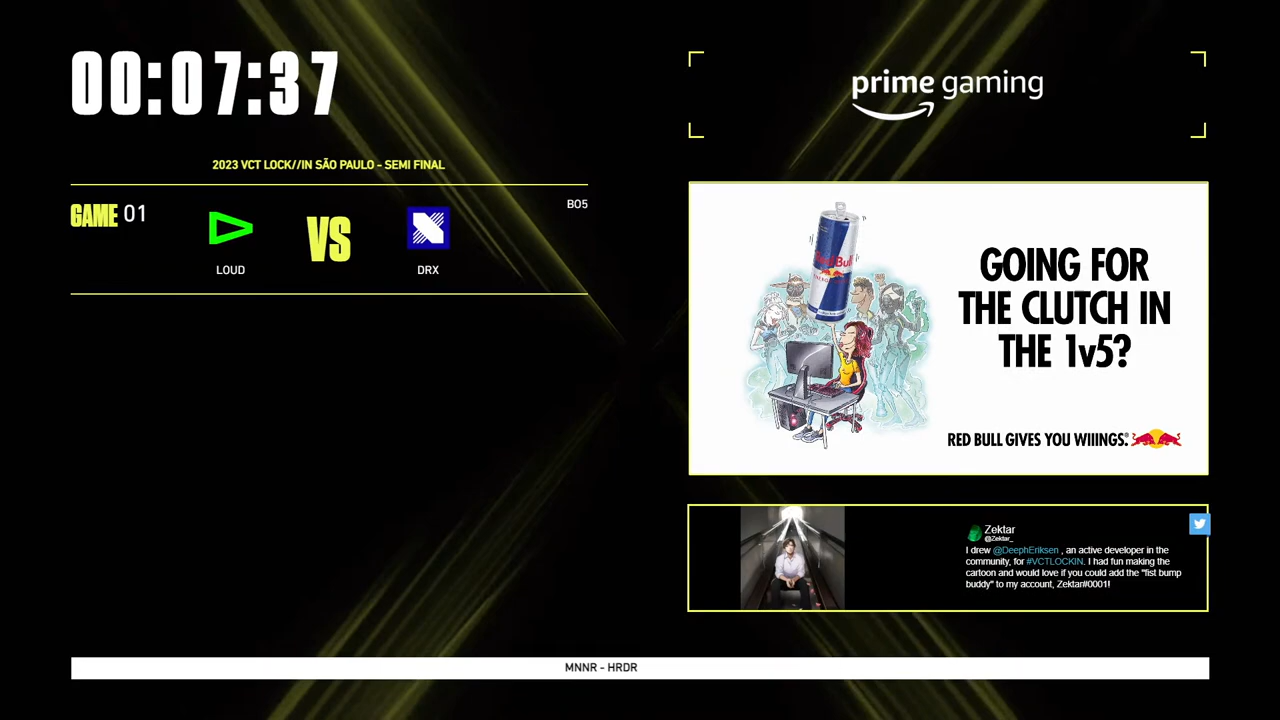 00:07:37
2023 VCT LOCK//IN SÃO PAULO - SEMI FINAL
GAME 01
VS
BO5
LOUD
DRX
prime gaming
Red Bull
GOING FOR
THE CLUTCH IN
THE 1v5?
RED BULL GIVES YOU WIIINGS.®
Zektar
@Zektar_
I drew @DeephEriksen , an active developer in the
community, for #VCTLOCKIN. I had fun making the
cartoon and would love if you could add the "fist bump
buddy" to my account, Zektar#0001!
MNNR - HRDR